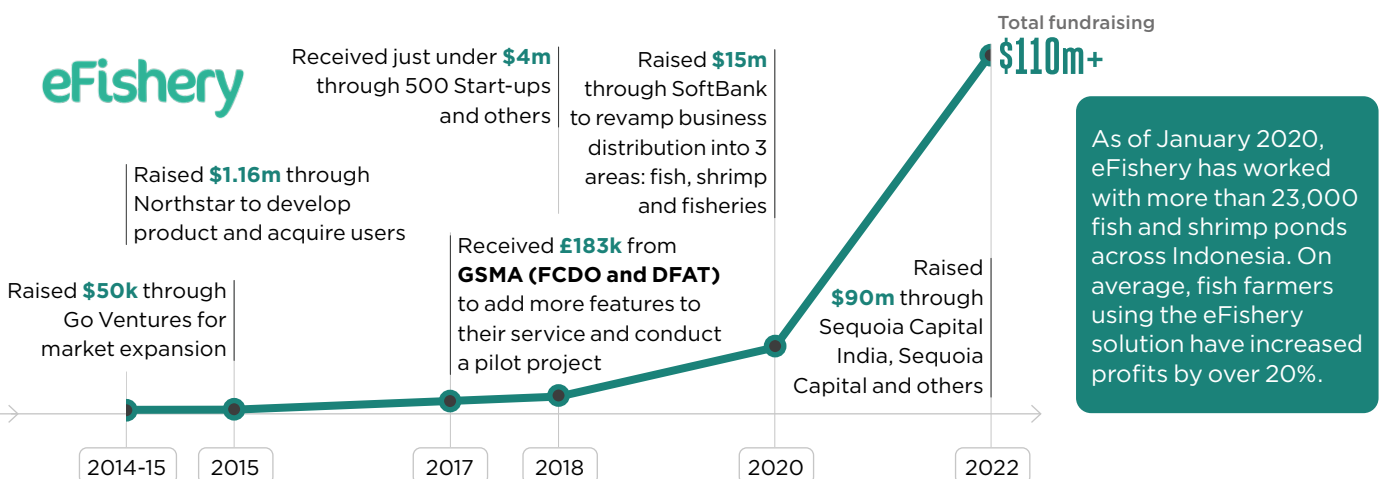 eFishery
Raised $1.16m through
Northstar to develop
product and acquire users
Raised $50k through
Go Ventures for
market expansion
Received £183k from
GSMA (FCDO and DFAT)
to add more features to
their service and conduct
a pilot project
Received just under $4m
through 500 Start-ups
and others
Raised $15m
through SoftBank
to revamp business
distribution into 3
areas: fish, shrimp
and fisheries
Raised
$90m through
Sequoia Capital
India, Sequoia
Capital and others
Total fundraising
$110m+
As of January 2020,
eFishery has worked
with more than 23,000
fish and shrimp ponds
across Indonesia. On
average, fish farmers
using the eFishery
solution have increased
profits by over 20%.
2014-15
2015
2017
2018
2020
2022